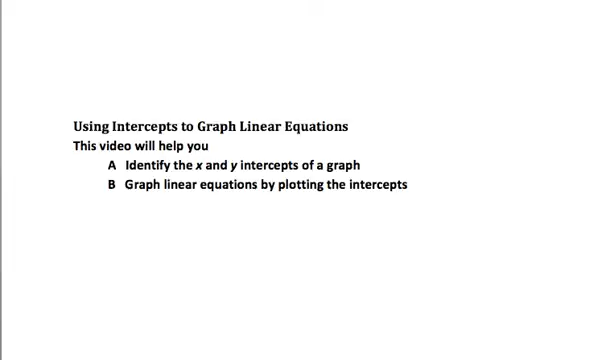 Using Intercepts to Graph Linear Equations
This video will help you
A Identify the x and y intercepts of a graph
B Graph linear equations by plotting the intercepts